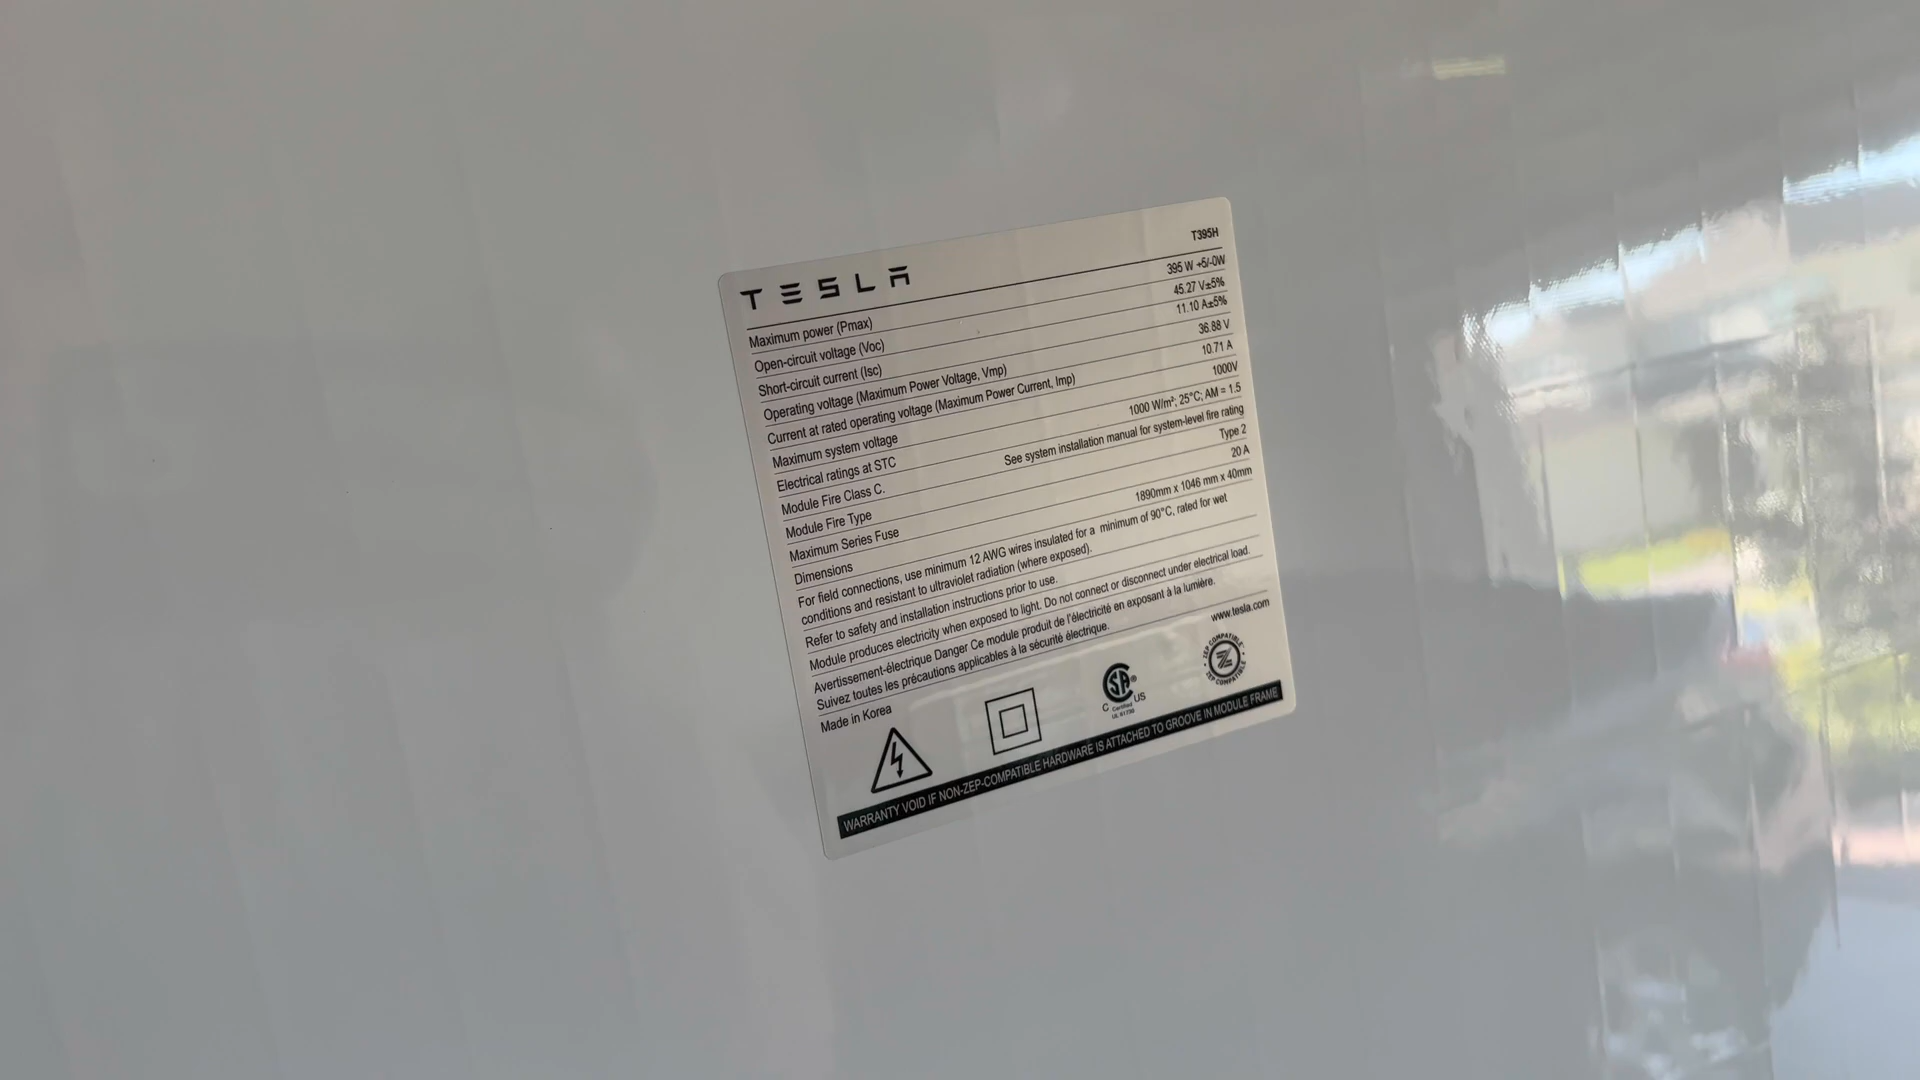 TESLA T395H
Maximum power (Pmax) 395 W +5/-0W
Open-circuit voltage (Voc) 45.27 V±5%
Short-circuit current (Isc) 11.10 A±5%
Operating voltage (Maximum Power Voltage, Vmp) 36.88 V
Current at rated operating voltage (Maximum Power Current, Imp) 10.71 A
Maximum system voltage 1000V
Electrical ratings at STC 1000 W/m²; 25°C; AM = 1.5
Module Fire Class C. See system installation manual for system-level fire rating
Module Fire Type Type 2
Maximum Series Fuse 20 A
Dimensions 1890mm x 1046 mm x 40mm
For field connections, use minimum 12 AWG wires insulated for a minimum of 90°C, rated for wet
conditions and resistant to ultraviolet radiation (where exposed).
Refer to safety and installation instructions prior to use.
Module produces electricity when exposed to light. Do not connect or disconnect under electrical load.
Avertissement-électrique Danger Ce module produit de l'électricité en exposant à la lumière.
Suivez toutes les précautions applicables à la sécurité électrique.
Made in Korea www.tesla.com
C SA® US
Certified
UL 61730
ZEP COMPATIBLE
Z
ZEP COMPATIBLE
WARRANTY VOID IF NON-ZEP-COMPATIBLE HARDWARE IS ATTACHED TO GROOVE IN MODULE FRAME